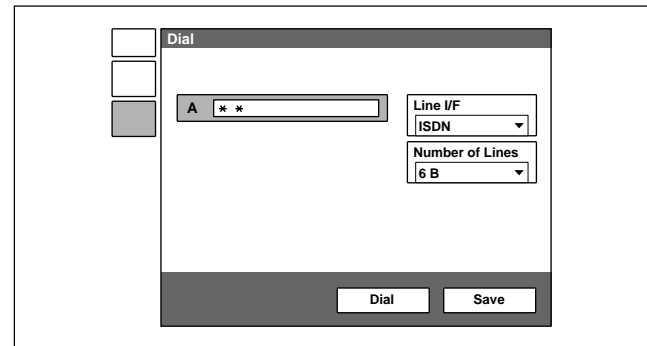 Dial
A * *
Line I/F
ISDN
Number of Lines
6 B
Dial
Save